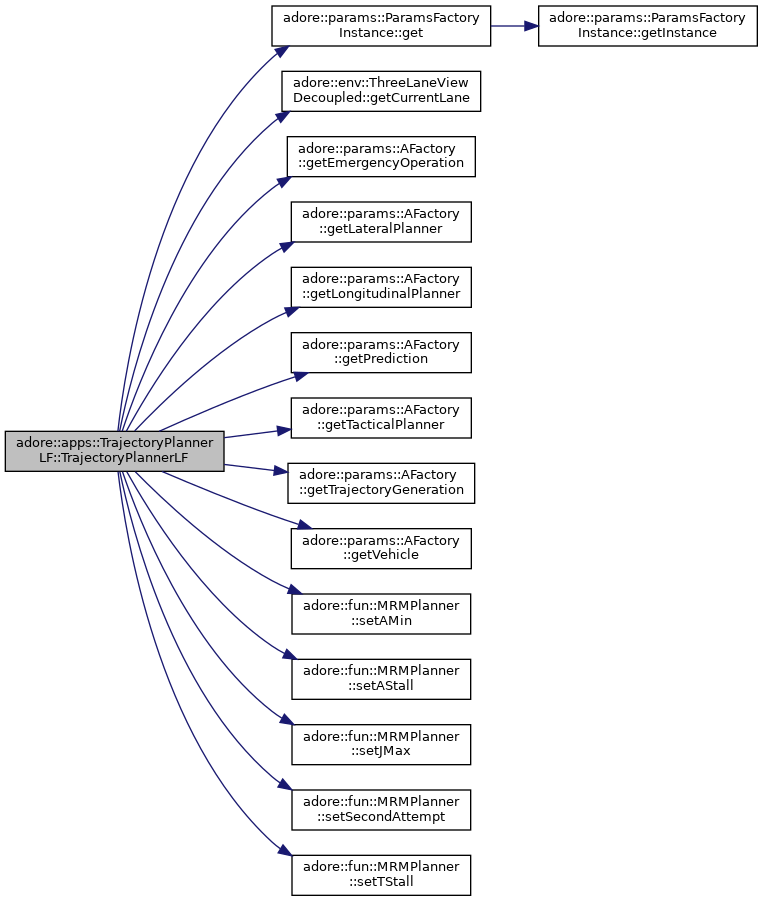 adore::params::ParamsFactory
Instance::get
adore::params::ParamsFactory
Instance::getInstance
adore::env::ThreeLaneView
Decoupled::getCurrentLane
adore::params::AFactory
::getEmergencyOperation
adore::params::AFactory
::getLateralPlanner
adore::params::AFactory
::getLongitudinalPlanner
adore::params::AFactory
::getPrediction
adore::params::AFactory
::getTacticalPlanner
adore::apps::TrajectoryPlanner
LF::TrajectoryPlannerLF
adore::params::AFactory
::getTrajectoryGeneration
adore::params::AFactory
::getVehicle
adore::fun::MRMPlanner
::setAMin
adore::fun::MRMPlanner
::setAStall
adore::fun::MRMPlanner
::setJMax
adore::fun::MRMPlanner
::setSecondAttempt
adore::fun::MRMPlanner
::setTStall